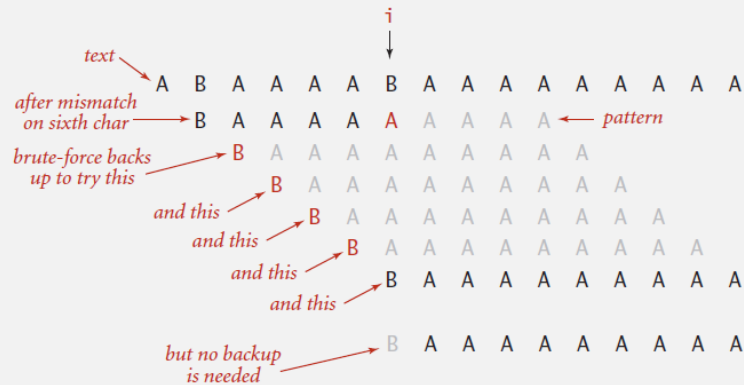 i
text
A B A A A A B A A A A A A A A A
after mismatch
on sixth char
B A A A A A A A A A
pattern
brute-force backs
up to try this
B A A A A A A A A A
and this
B A A A A A A A A A
and this
B A A A A A A A A A
and this
B A A A A A A A A A
and this
B A A A A A A A A A
but no backup
is needed
B A A A A A A A A A